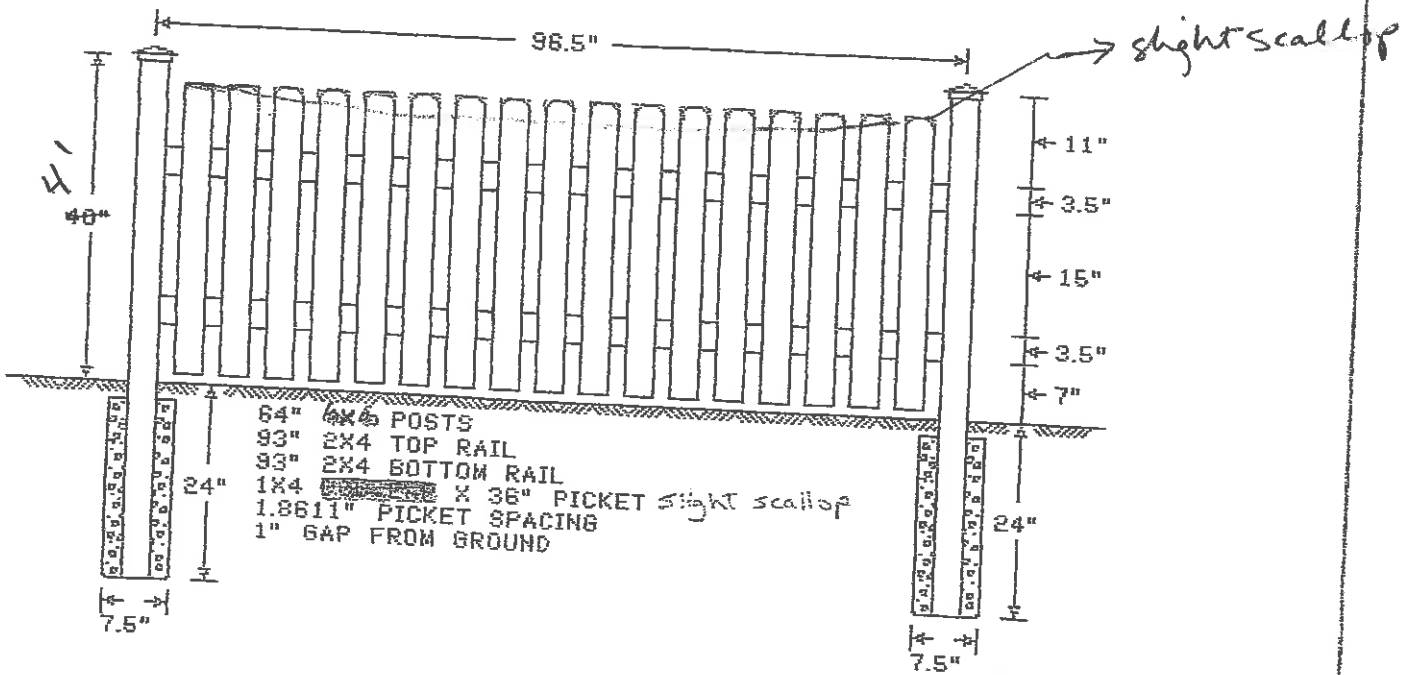 96.5"
slight scallop
4'
40"
11"
3.5"
15"
3.5"
7"
64" 6x6 POSTS
93" 2X4 TOP RAIL
93" 2X4 BOTTOM RAIL
1X4 X 36" PICKET slight scallop
1.8611" PICKET SPACING
1" GAP FROM GROUND
24"
24"
7.5"
7.5"